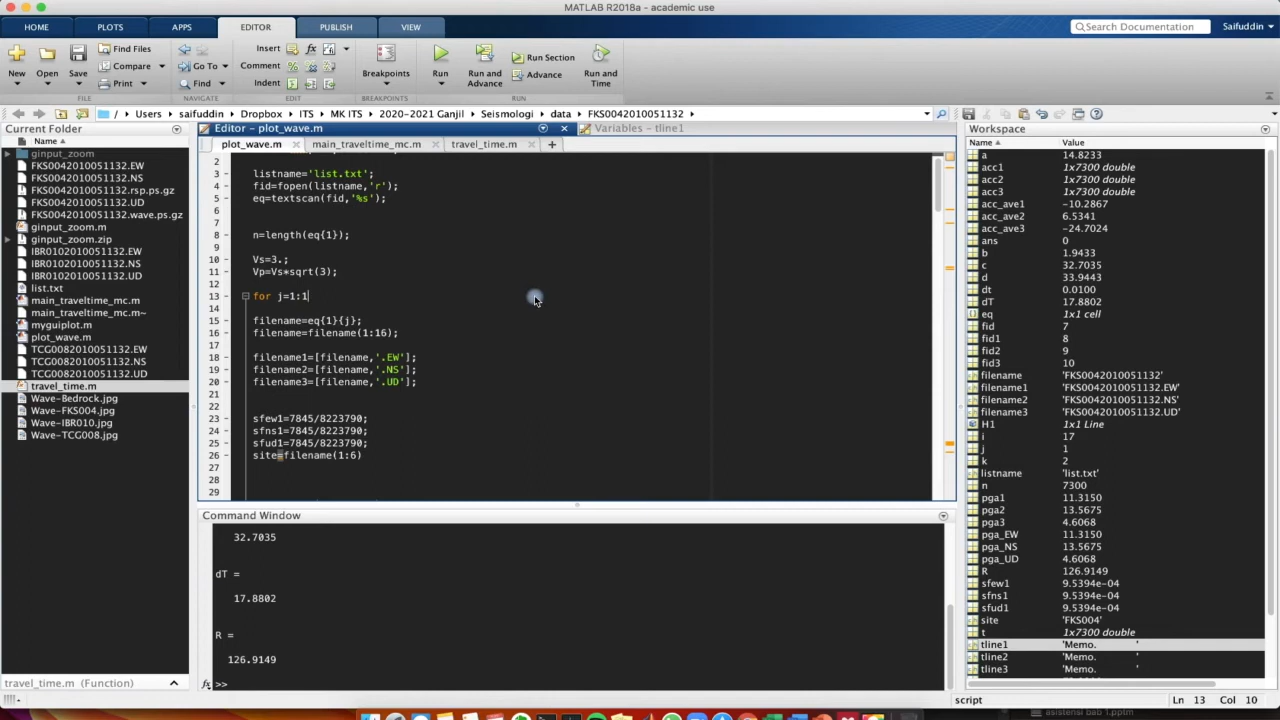 MATLAB R2018a - academic use
HOME PLOTS APPS EDITOR PUBLISH VIEW
Search Documentation
Saifuddin
New Open Save
Find Files
Compare
Print
Go To
Find
Insert
Comment
Indent
Breakpoints
Run
Run and Advance
Run Section
Advance
Run and Time
FILE NAVIGATE EDIT BREAKPOINTS RUN
/ Users saifuddin Dropbox ITS MK ITS 2020-2021 Ganjil Seismologi data FKS0042010051132
Current Folder
Name
ginput_zoom
FKS0042010051132.EW
FKS0042010051132.NS
FKS0042010051132.rsp.ps.gz
FKS0042010051132.UD
FKS0042010051132.wave.ps.gz
ginput_zoom.m
ginput_zoom.zip
IBR0102010051132.EW
IBR0102010051132.NS
IBR0102010051132.UD
list.txt
main_traveltime_mc.m
main_traveltime_mc.m~
myguiplot.m
plot_wave.m
TCG0082010051132.EW
TCG0082010051132.NS
TCG0082010051132.UD
travel_time.m
Wave-Bedrock.jpg
Wave-FKS004.jpg
Wave-IBR010.jpg
Wave-TCG008.jpg
travel_time.m (Function)
Editor - plot_wave.m
Variables - tline1
plot_wave.m main_traveltime_mc.m travel_time.m
2 -
3 - listname='list.txt';
4 - fid=fopen(listname,'r');
5 - eq=textscan(fid,'%s');
6
7
8 - n=length(eq{1});
9
10 - Vs=3.;
11 - Vp=Vs*sqrt(3);
12
13 - for j=1:1
14
15 - filename=eq{1}{j};
16 - filename=filename(1:16);
17
18 - filename1=[filename,'.EW'];
19 - filename2=[filename,'.NS'];
20 - filename3=[filename,'.UD'];
21
22
23 - sfew1=7845/8223790;
24 - sfns1=7845/8223790;
25 - sfud1=7845/8223790;
26 - site=filename(1:6)
27
28
29
Command Window
32.7035
dT =
17.8802
R =
126.9149
fx >>
Workspace
Name Value
a 14.8233
acc1 1x7300 double
acc2 1x7300 double
acc3 1x7300 double
acc_ave1 -10.2867
acc_ave2 6.5341
acc_ave3 -24.7024
ans 0
b 1.9433
c 32.7035
d 33.9443
dt 0.0100
dT 17.8802
eq 1x1 cell
fid 7
fid1 8
fid2 9
fid3 10
filename 'FKS0042010051132'
filename1 'FKS0042010051132.EW'
filename2 'FKS0042010051132.NS'
filename3 'FKS0042010051132.UD'
H1 1x1 Line
i 17
j 1
k 2
listname 'list.txt'
n 7300
pga1 11.3150
pga2 13.5675
pga3 4.6068
pga_EW 11.3150
pga_NS 13.5675
pga_UD 4.6068
R 126.9149
sfew1 9.5394e-04
sfns1 9.5394e-04
sfud1 9.5394e-04
site 'FKS004'
t 1x7300 double
tline1 'Memo. '
tline2 'Memo. '
tline3 'Memo. '
script
Ln 13 Col 10
asistensi bab 1.pptm